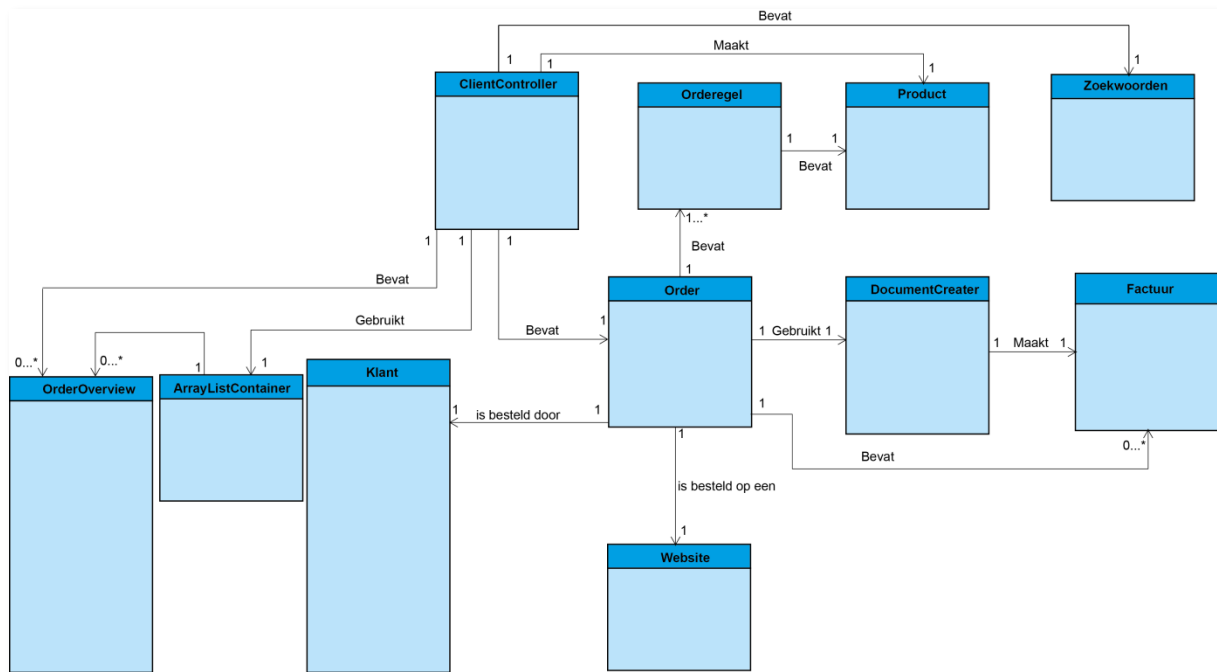 Bevat
Maakt
1
1
1
1
ClientController
Orderegel
Product
Zoekwoorden
1
1
Bevat
1...*
1
1
1
Bevat
Bevat
1
Order
DocumentCreater
Factuur
Gebruikt
1
Bevat
1
Gebruikt
1
1
Maakt
1
0...*
0...*
1
1
Klant
OrderOverview
ArrayListContainer
1
is besteld door
1
1
1
Bevat
0...*
is besteld op een
1
Website